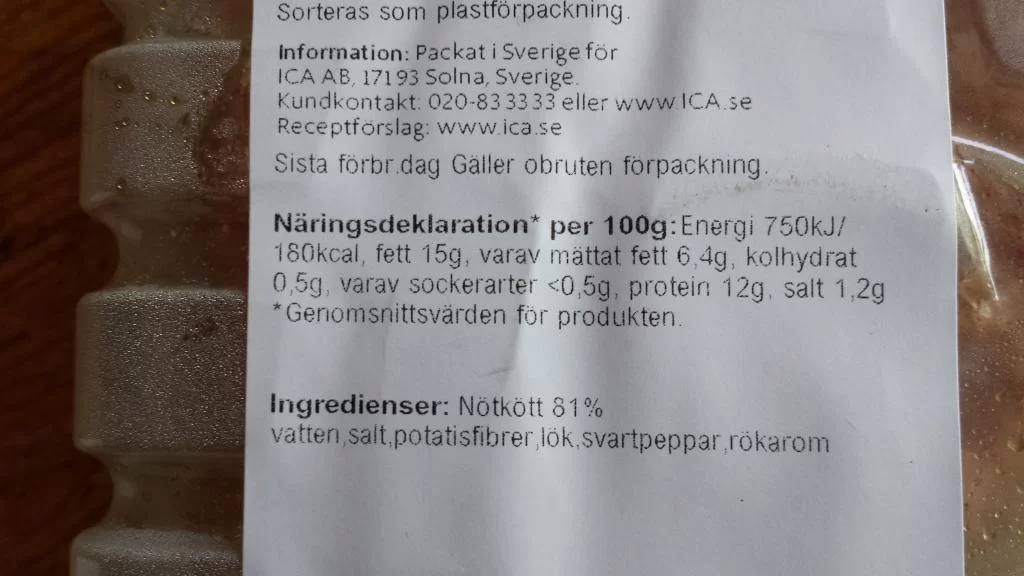 Sorteras som plastförpackning.
Information: Packat i Sverige för
ICA AB, 171 93 Solna, Sverige.
Kundkontakt: 020-83 33 33 eller www.ICA.se
Receptförslag: www.ica.se
Sista förbr.dag Gäller obruten förpackning.
Näringsdeklaration* per 100g: Energi 750kJ/
180kcal, fett 15g, varav mättat fett 6,4g, kolhydrat
0,5g, varav sockerarter <0,5g, protein 12g, salt 1,2g
*Genomsnittsvärden för produkten.
Ingredienser: Nötkött 81%
vatten,salt,potatisfibrer,lök,svartpeppar,rökarom